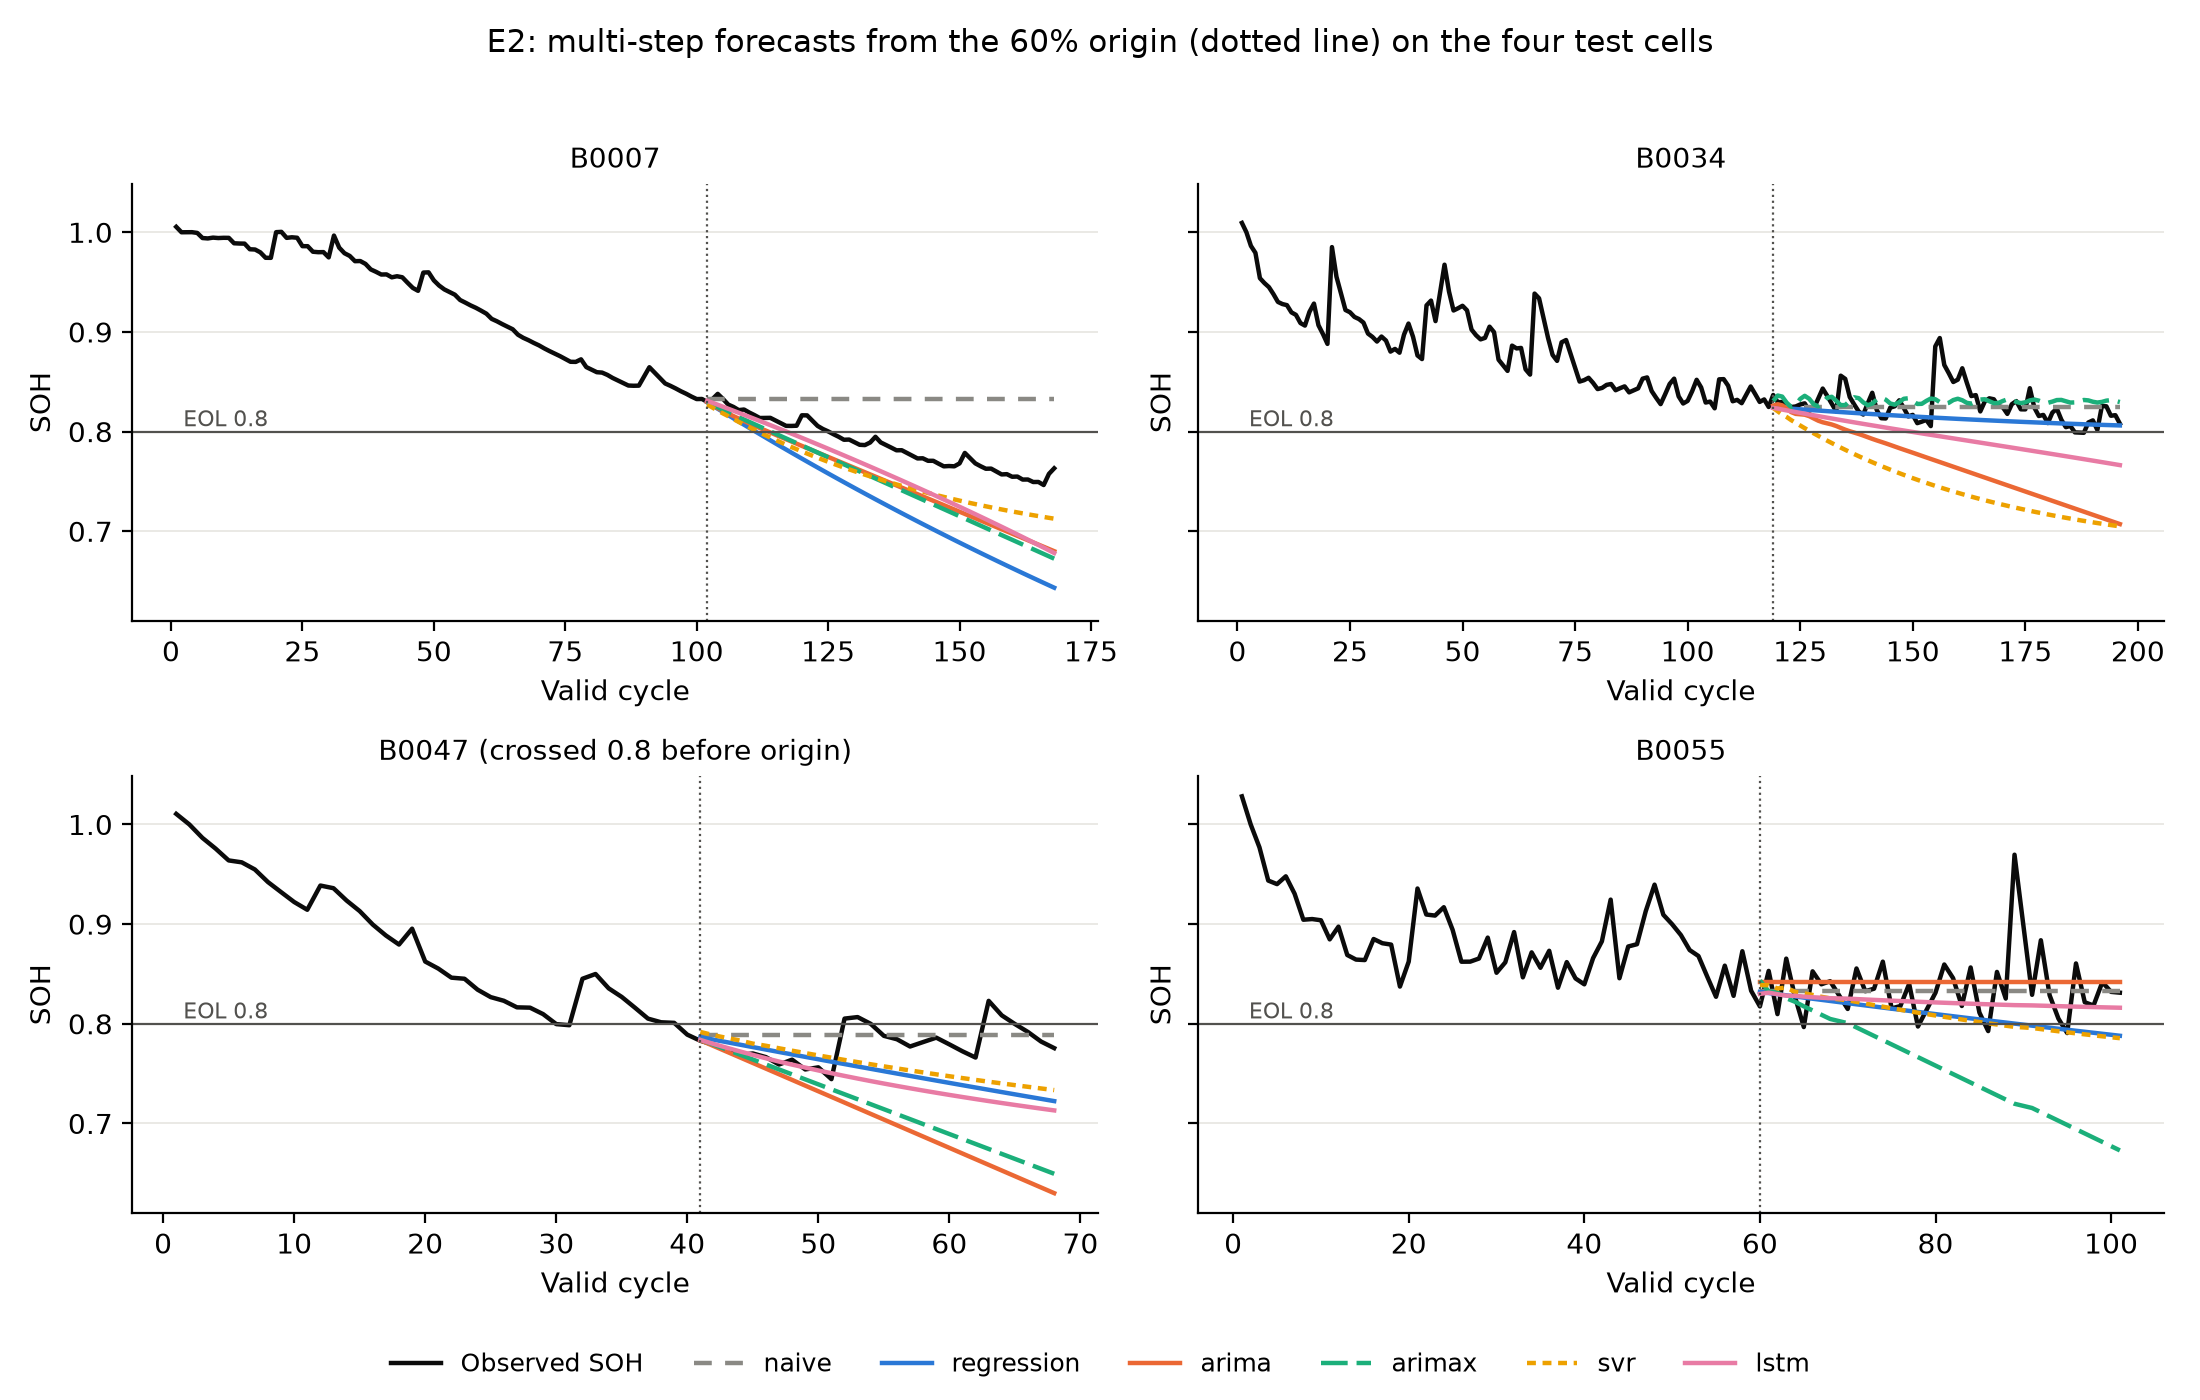 E2: multi-step forecasts from the 60% origin (dotted line) on the four test cells
B0007
SOH
1.0
0.9
0.8
0.7
EOL 0.8
0 25 50 75 100 125 150 175
Valid cycle
B0034
SOH
EOL 0.8
0 25 50 75 100 125 150 175 200
Valid cycle
B0047 (crossed 0.8 before origin)
SOH
1.0
0.9
0.8
0.7
EOL 0.8
0 10 20 30 40 50 60 70
Valid cycle
B0055
SOH
EOL 0.8
0 20 40 60 80 100
Valid cycle
Observed SOH naive regression arima arimax svr lstm